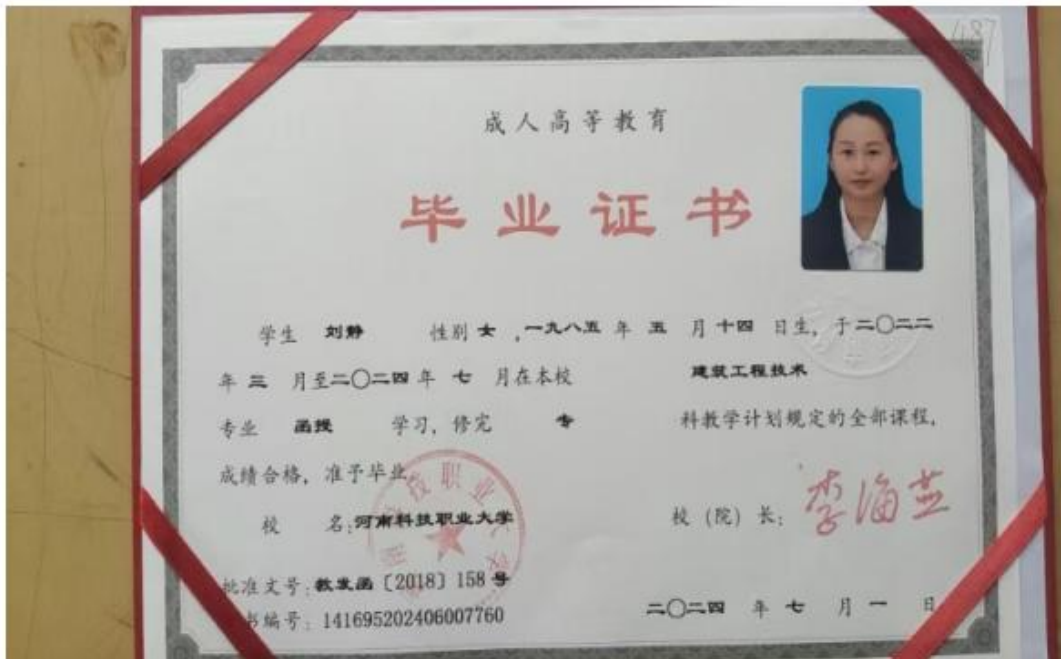 487
成人高等教育
毕业证书
学生 刘静 性别 女 ,一九八五 年 五 月 十四 日生, 于二〇二二
年 三 月至二〇二四年 七 月在本校 建筑工程技术
专业 函授 学习, 修完 专 科教学计划规定的全部课程,
成绩合格, 准予毕业
校 名:河南科技职业大学 校 (院) 长: 李海燕
批准文号:教发函〔2018〕158号
书编号: 141695202406007760 二〇二四 年 七 月 一 日
技职业大